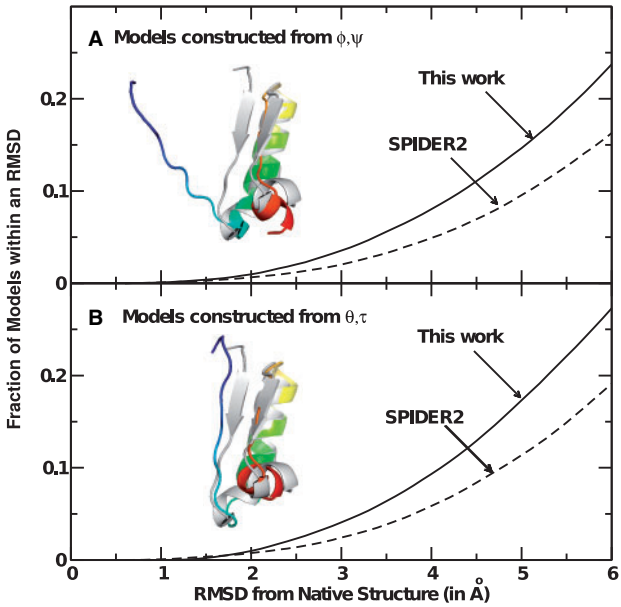 A Models constructed from ϕ,ψ
This work
SPIDER2
0.2
0.1
0
B Models constructed from θ,τ
This work
SPIDER2
0.2
0.1
0
0 1 2 3 4 5 6
RMSD from Native Structure (in Å)
Fraction of Models within an RMSD